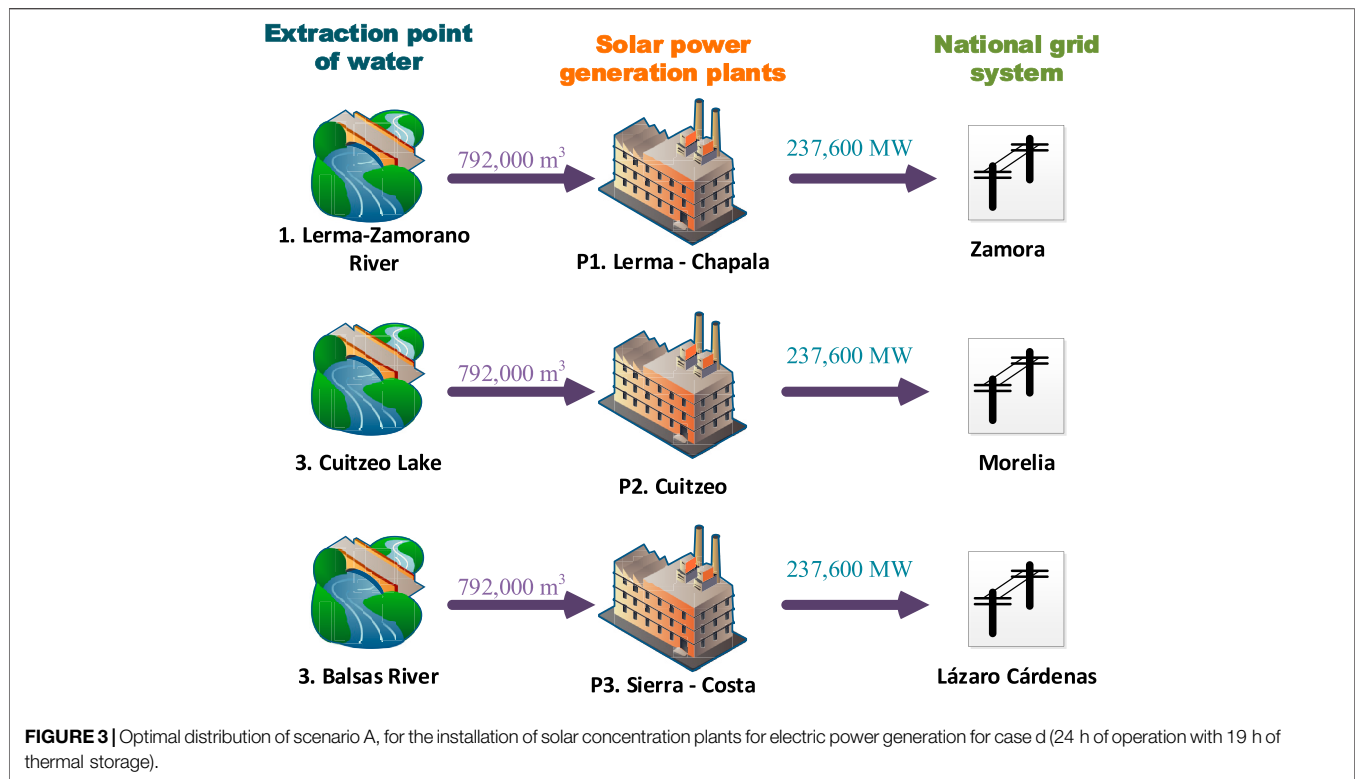 Extraction point
of water
Solar power
generation plants
National grid
system
792,000 m³
237,600 MW
1. Lerma-Zamorano
River
P1. Lerma - Chapala
Zamora
792,000 m³
237,600 MW
3. Cuitzeo Lake
P2. Cuitzeo
Morelia
792,000 m³
237,600 MW
3. Balsas River
P3. Sierra - Costa
Lázaro Cárdenas
FIGURE 3 | Optimal distribution of scenario A, for the installation of solar concentration plants for electric power generation for case d (24 h of operation with 19 h of
thermal storage).